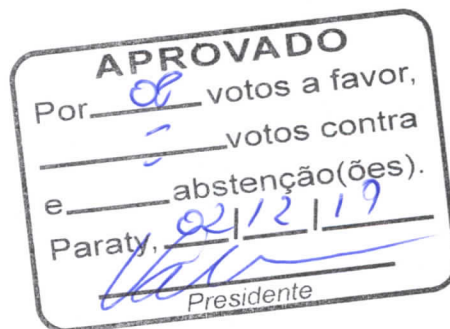 APROVADO
Por 08 votos a favor,
- votos contra
e abstenção(ões).
Paraty, 02/12/19
Presidente